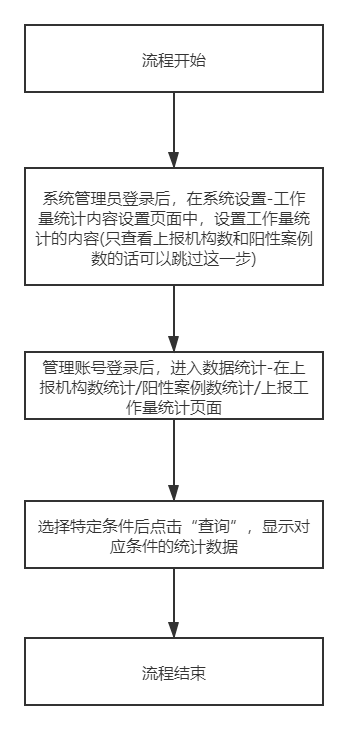 流程开始
系统管理员登录后，在系统设置-工作
量统计内容设置页面中，设置工作量统
计的内容(只查看上报机构数和阳性案例
数的话可以跳过这一步)
管理账号登录后，进入数据统计-在上
报机构数统计/阳性案例数统计/上报工
作量统计页面
选择特定条件后点击“查询”，显示对
应条件的统计数据
流程结束